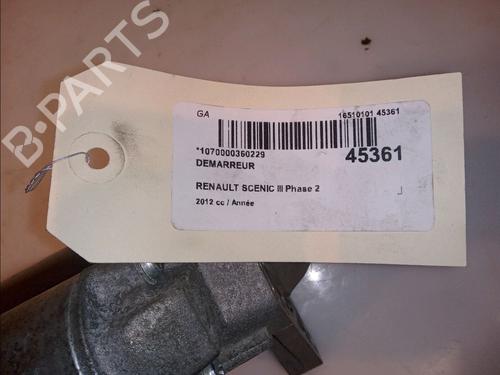 B-PARTS
GA 16510101 45361
*1070000360229 45361
DEMARREUR
RENAULT SCENIC III Phase 2
2012 cc / Année